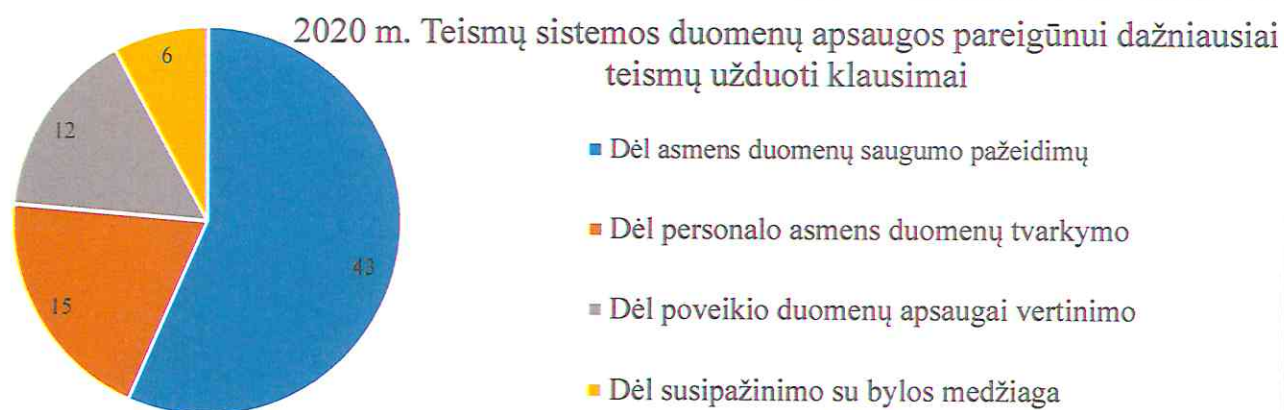 2020 m. Teismų sistemos duomenų apsaugos pareigūnui dažniausiai
teismų užduoti klausimai
6
12
43
15
Dėl asmens duomenų saugumo pažeidimų
Dėl personalo asmens duomenų tvarkymo
Dėl poveikio duomenų apsaugai vertinimo
Dėl susipažinimo su bylos medžiaga